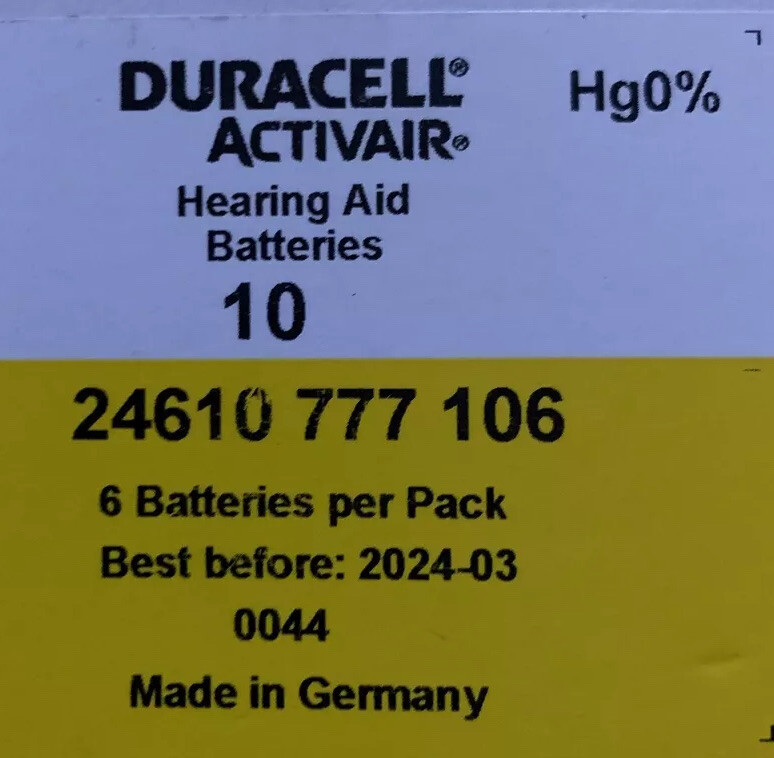 DURACELL®
Hg0%
ACTIVAIR®
Hearing Aid
Batteries
10
24610 777 106
6 Batteries per Pack
Best before: 2024-03
0044
Made in Germany